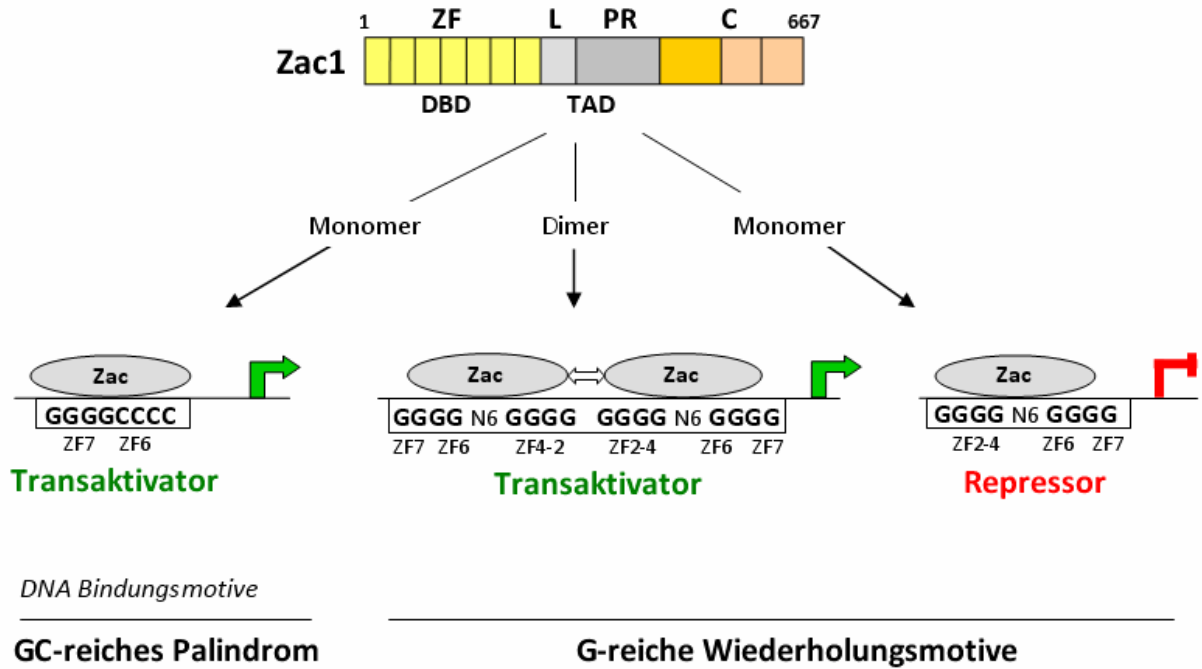 1 ZF L PR C 667
Zac1
DBD TAD
Monomer Dimer Monomer
Zac Zac Zac Zac
GGGGCCCC GGGG N6 GGGG GGGG N6 GGGG GGGG N6 GGGG
ZF7 ZF6 ZF7 ZF6 ZF4-2 ZF2-4 ZF6 ZF7 ZF2-4 ZF6 ZF7
Transaktivator Transaktivator Repressor
DNA Bindungsmotive
GC-reiches Palindrom G-reiche Wiederholungsmotive